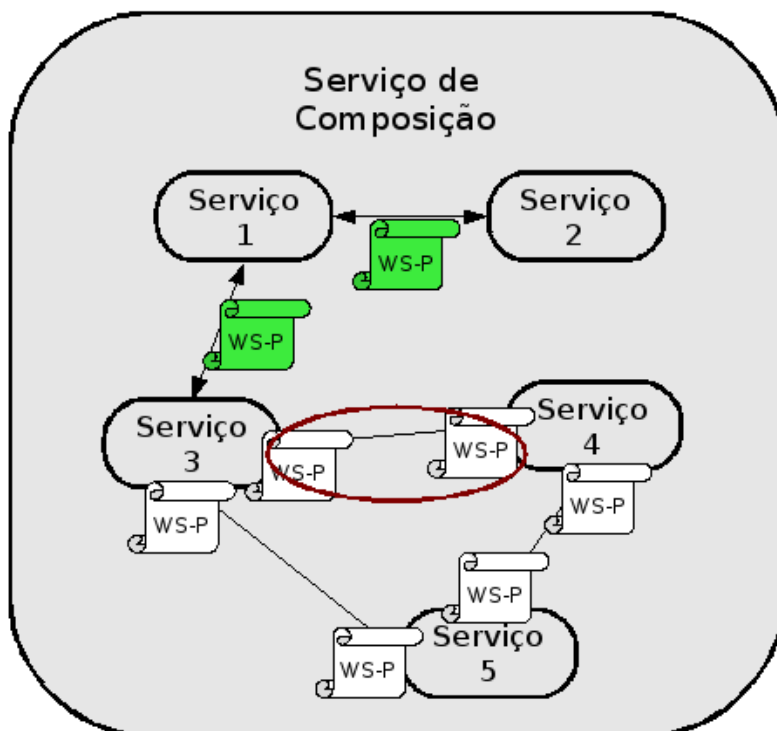 Serviço de
Composição
Serviço
1
Serviço
2
WS-P
WS-P
Serviço
3
Serviço
4
WS-P
WS-P
WS-P
WS-P
WS-P
Serviço
5
WS-P